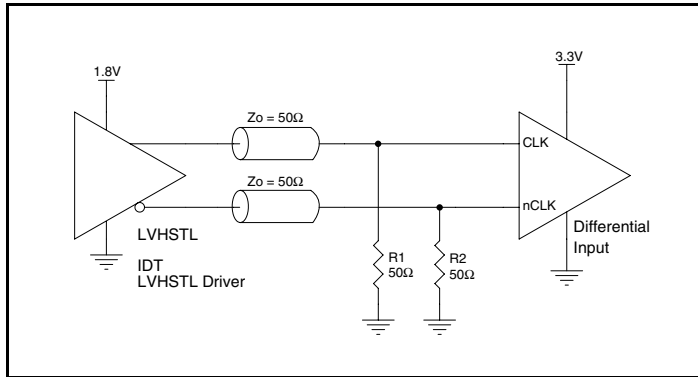 1.8V
3.3V
Zo = 50Ω
CLK
Zo = 50Ω
nCLK
LVHSTL
IDT
LVHSTL Driver
R1
50Ω
R2
50Ω
Differential
Input